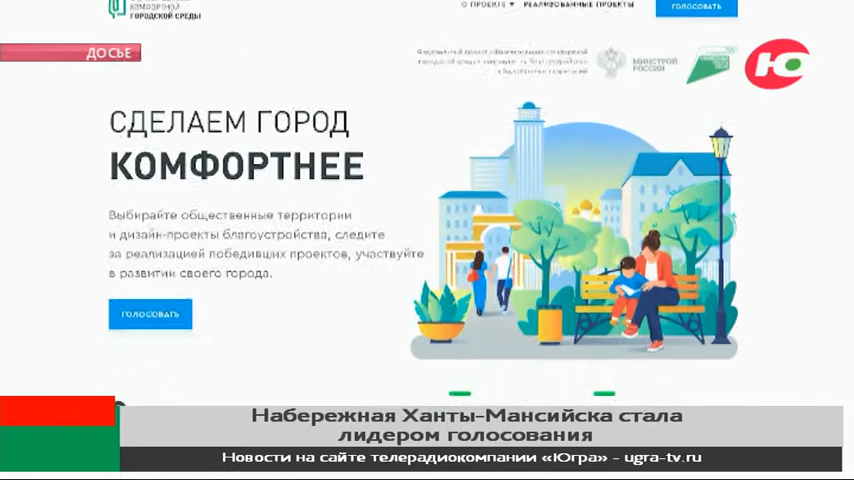 КОМФОРТНОЙ
ГОРОДСКОЙ СРЕДЫ
О ПРОЕКТЕ
РЕАЛИЗОВАННЫЕ ПРОЕКТЫ
ГОЛОСОВАТЬ
ДОСЬЕ
МИНСТРОЙ
РОССИИ
Ю
СДЕЛАЕМ ГОРОД
КОМФОРТНЕЕ
Выбирайте общественные территории
и дизайн-проекты благоустройства, следите
за реализацией победивших проектов, участвуйте
в развитии своего города.
ГОЛОСОВАТЬ
Набережная Ханты-Мансийска стала
лидером голосования
Новости на сайте телерадиокомпании «Югра» - ugra-tv.ru